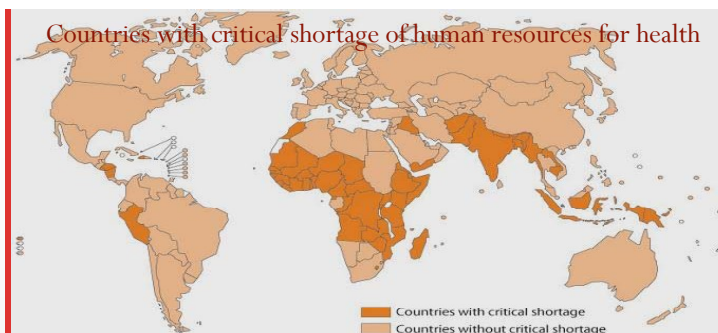 Countries with critical shortage of human resources for health
Countries with critical shortage
Countries without critical shortage